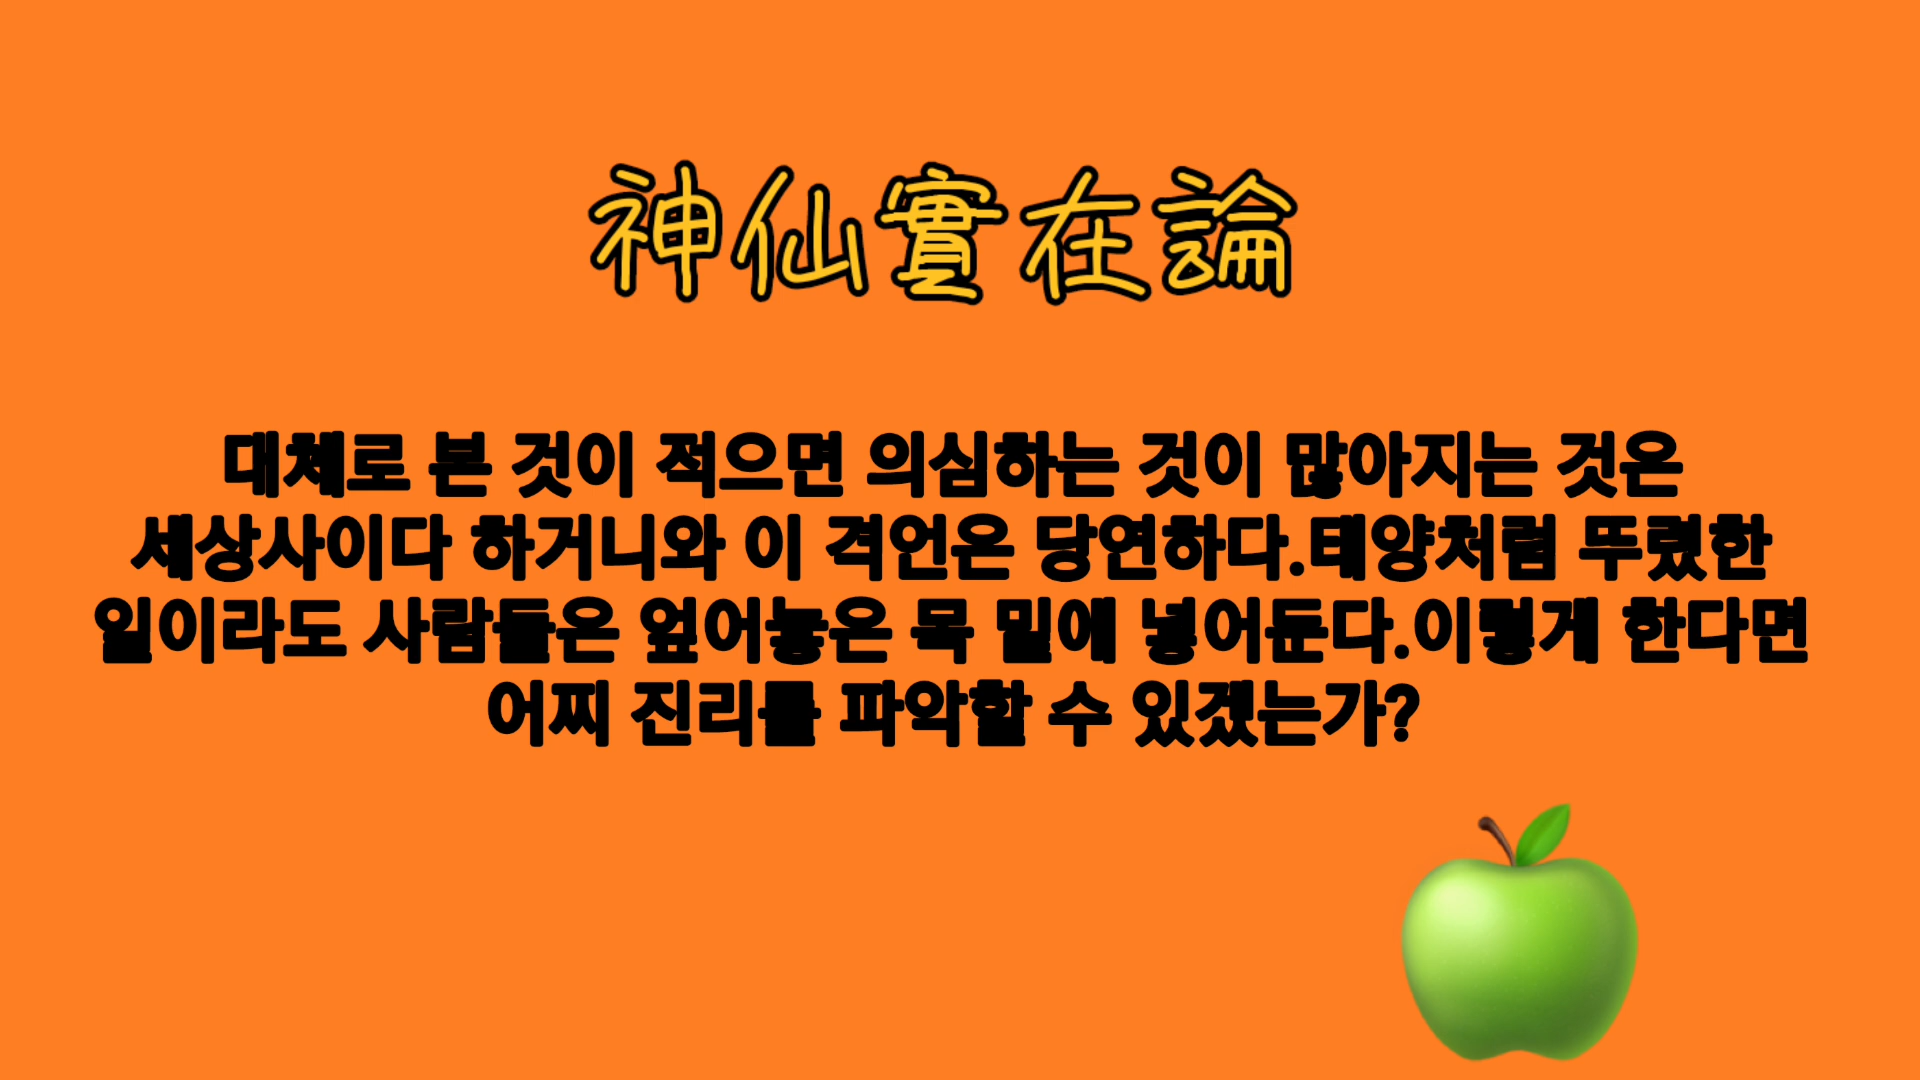 神仙實在論
대체로 본 것이 적으면 의심하는 것이 많아지는 것은
세상사이다 하거니와 이 격언은 당연하다.태양처럼 뚜렸한
일이라도 사람들은 엎어놓은 목 밑에 넣어둔다.이렇게 한다면
어찌 진리를 파악할 수 있겠는가?